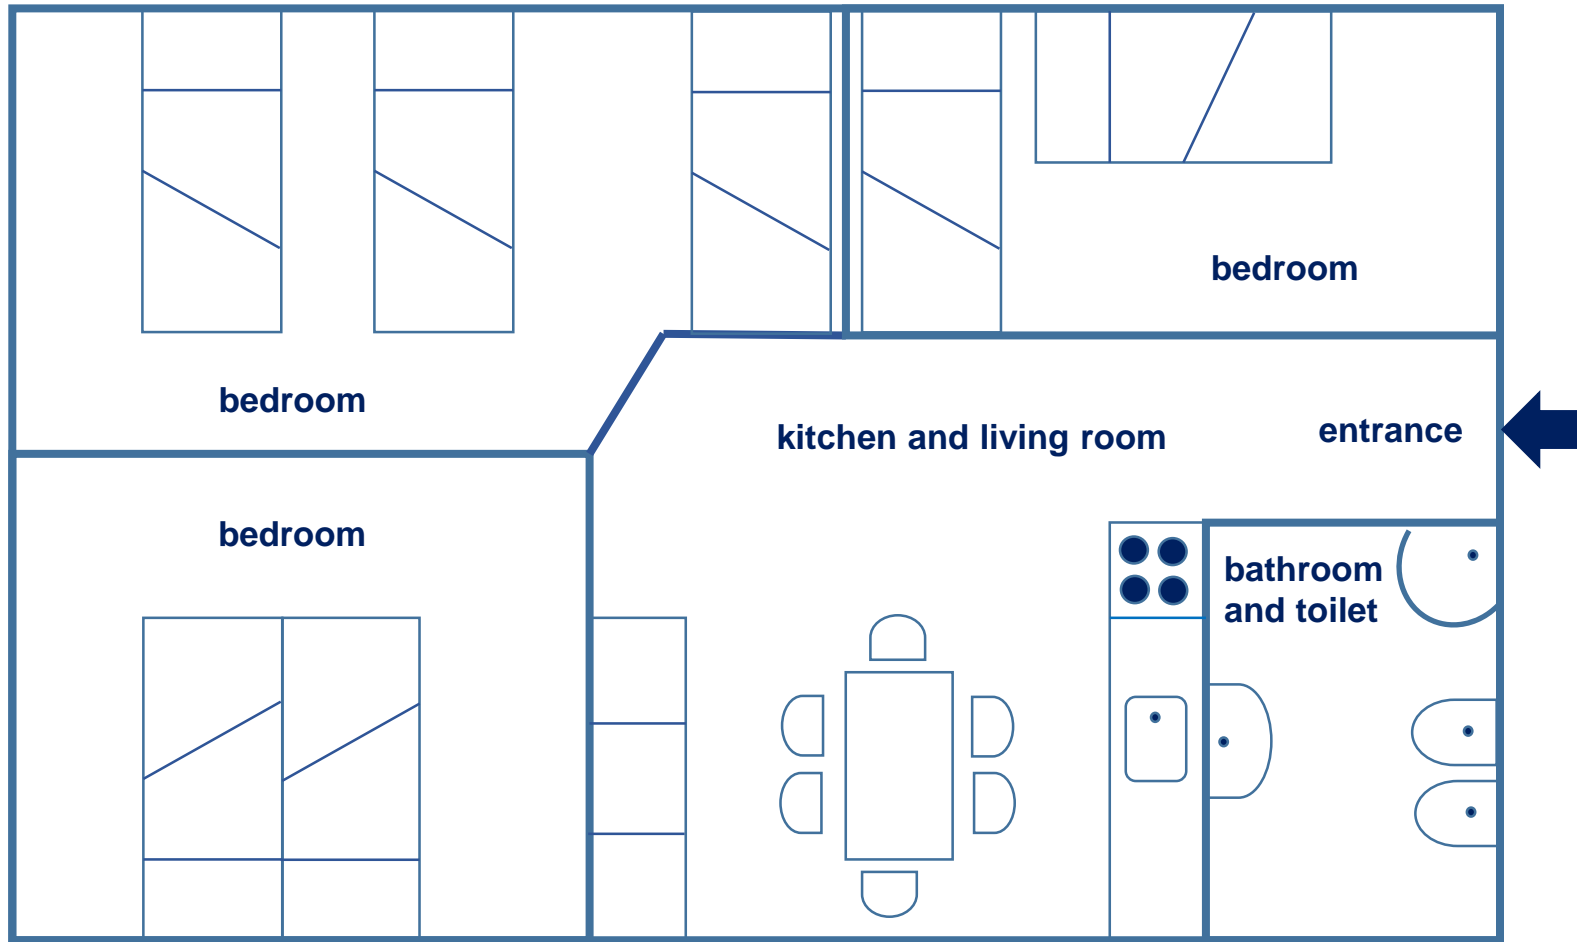 bedroom
bedroom
kitchen and living room
entrance
bedroom
bathroom
and toilet